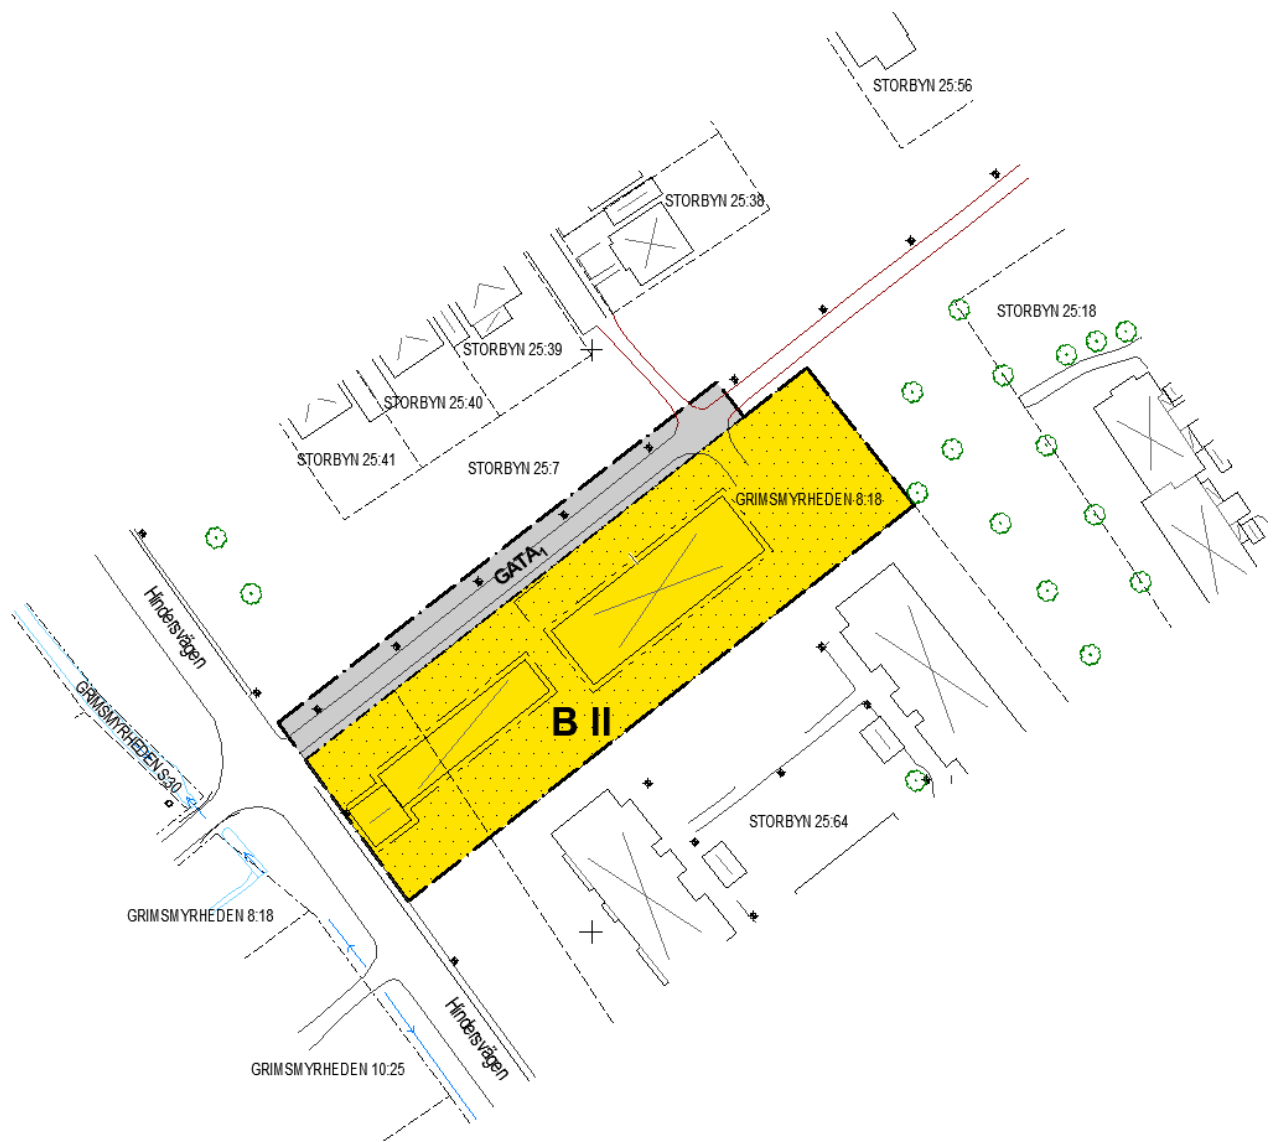 STORBYN 25:56
STORBYN 25:38
STORBYN 25:18
STORBYN 25:39
STORBYN 25:40
STORBYN 25:41
STORBYN 25:7
GRIMSMYRHEDEN 8:18
GATA1
Hindersvägen
GRIMSMYRHEDEN S:30
B II
STORBYN 25:64
GRIMSMYRHEDEN 8:18
Hindersvägen
GRIMSMYRHEDEN 10:25